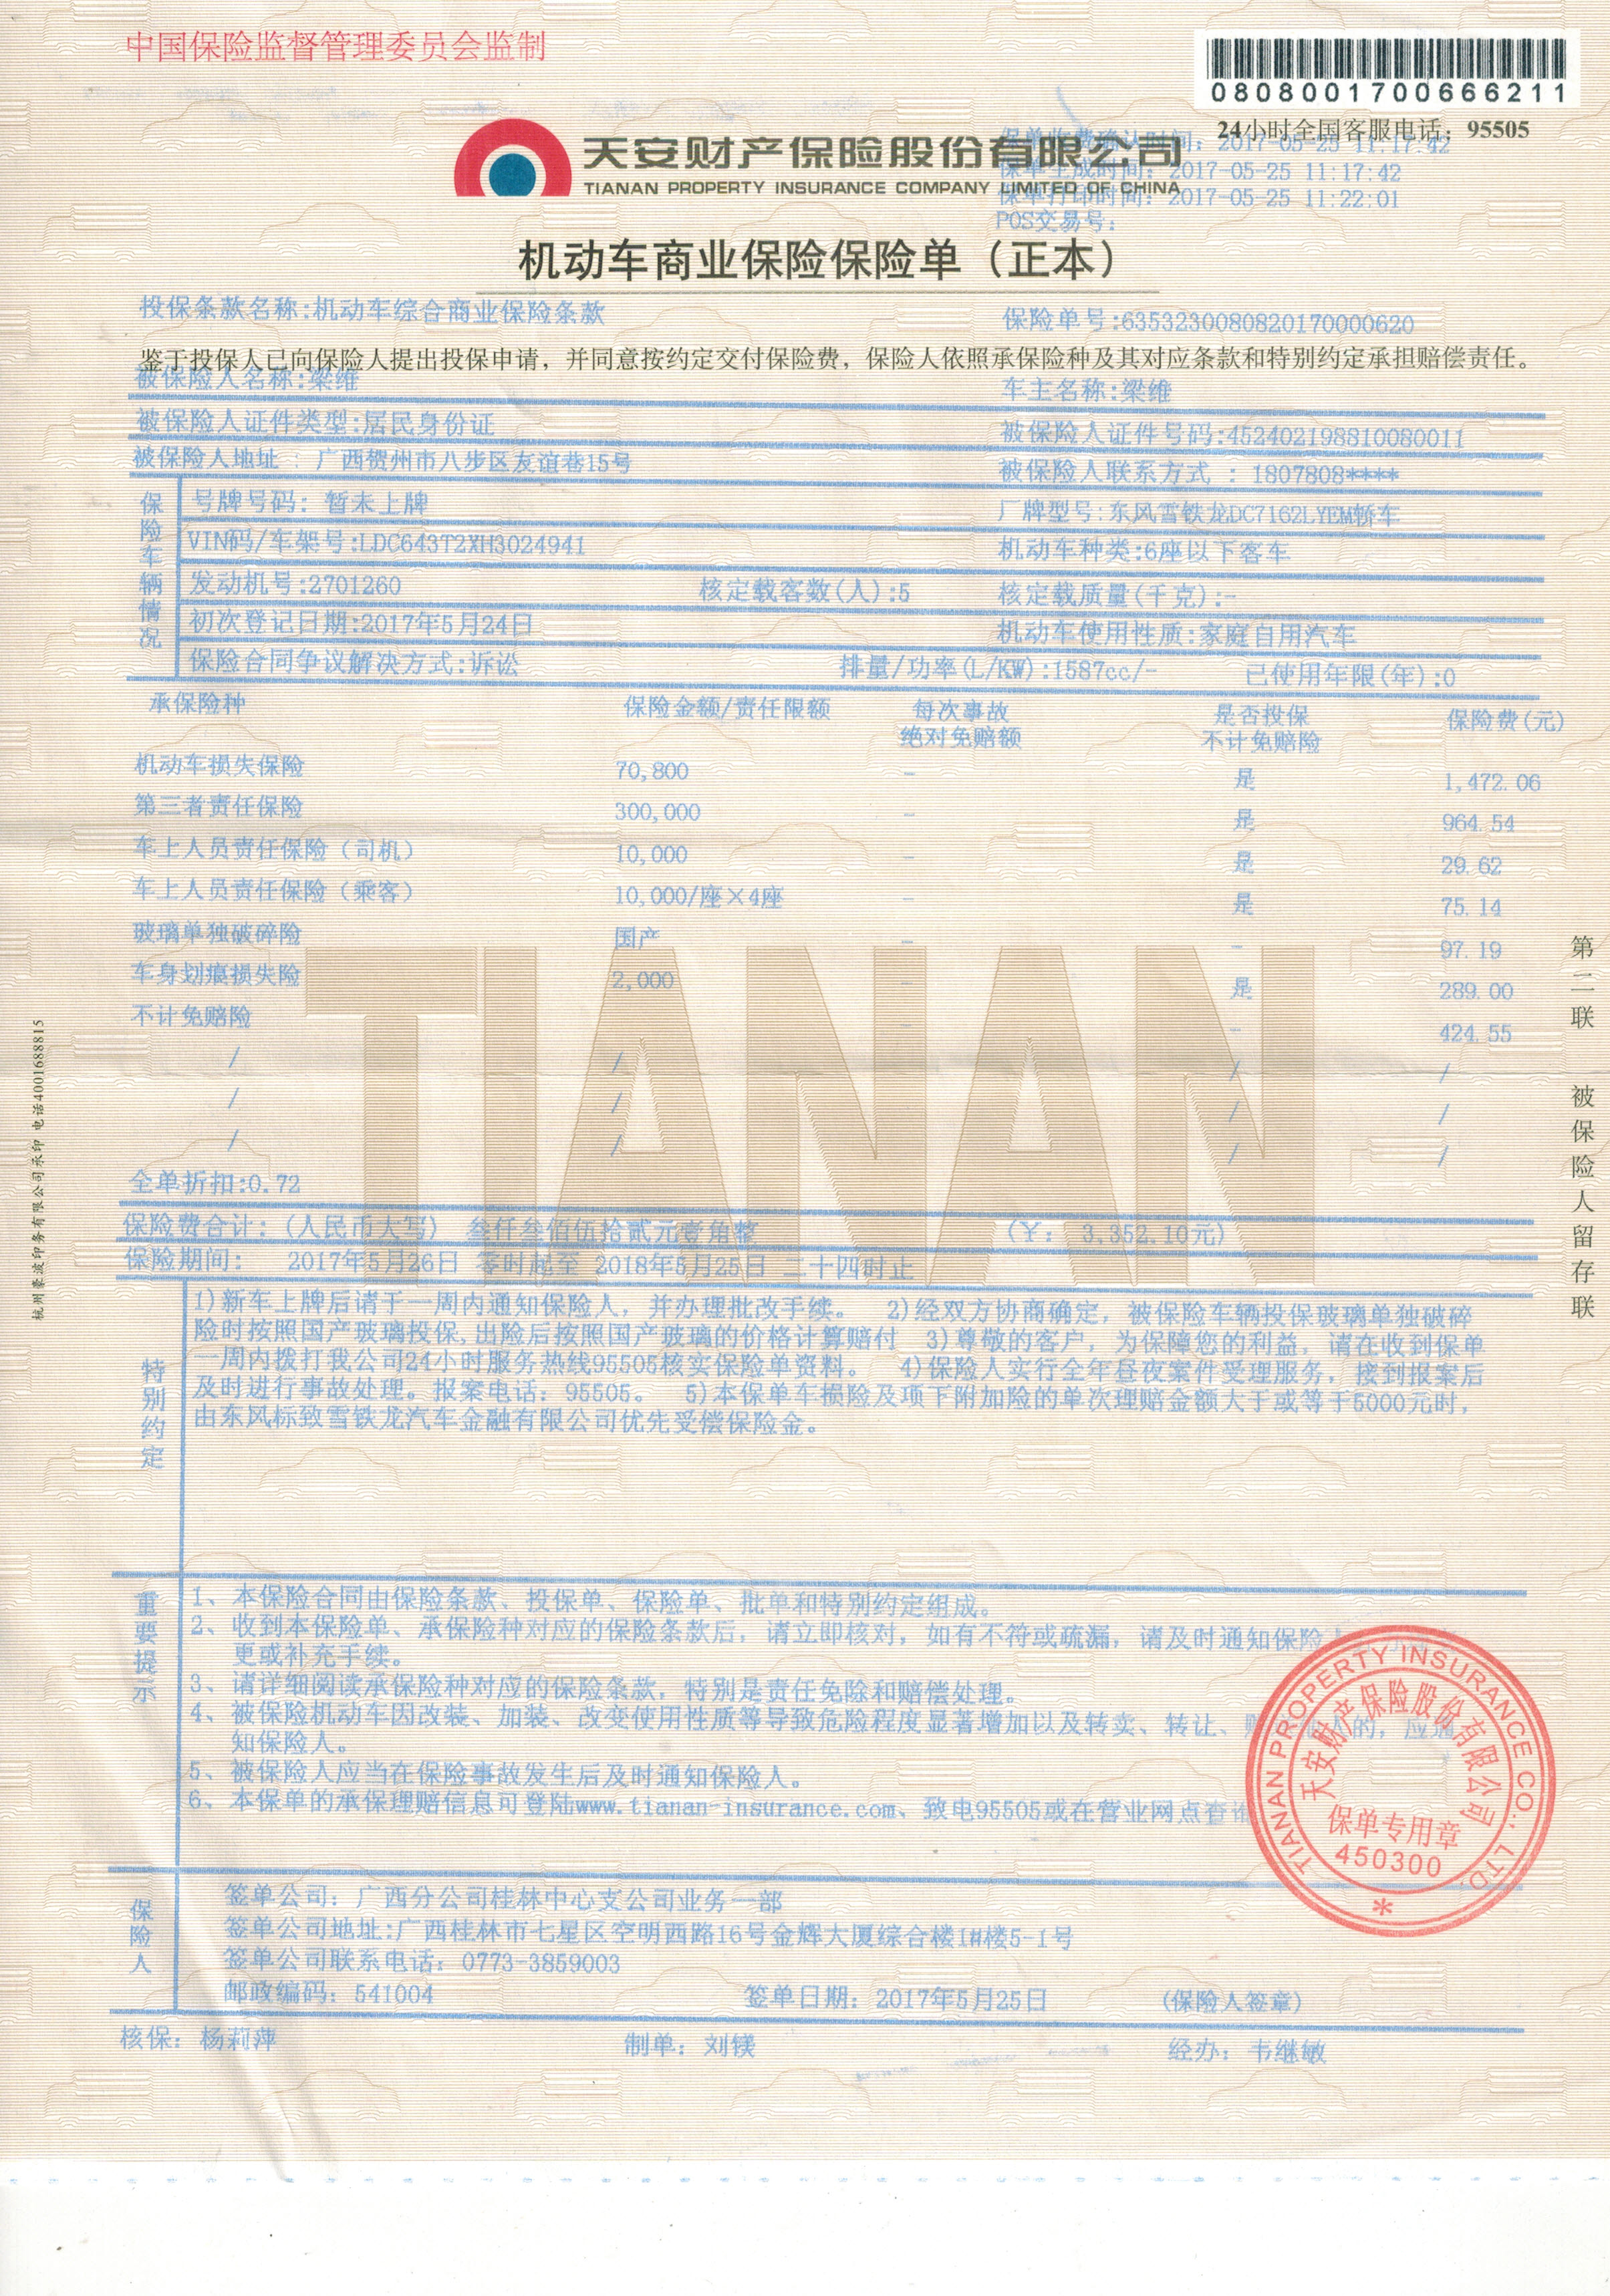 中国保险监督管理委员会监制
0808001700666211
24小时全国客服电话：95505
天安财产保险股份有限公司
TIANAN PROPERTY INSURANCE COMPANY LIMITED OF CHINA
保单收费确认时间：2017-05-25 11:17:42
保单生成时间：2017-05-25 11:17:42
保单打印时间：2017-05-25 11:22:01
POS交易号：
机动车商业保险保险单（正本）
投保条款名称:机动车综合商业保险条款 保险单号:6353230080820170000620
鉴于投保人已向保险人提出投保申请，并同意按约定交付保险费，保险人依照承保险种及其对应条款和特别约定承担赔偿责任。
被保险人名称:梁维 车主名称:梁维
被保险人证件类型:居民身份证 被保险人证件号码:452402198810080011
被保险人地址：广西贺州市八步区友谊巷15号 被保险人联系方式：1807808****
保险车辆情况
号牌号码：暂未上牌 厂牌型号:东风雪铁龙DC7162LYEM轿车
VIN码/车架号:LDC643T2XH3024941 机动车种类:6座以下客车
发动机号:2701260 核定载客数(人):5 核定载质量(千克):-
初次登记日期:2017年5月24日 机动车使用性质:家庭自用汽车
保险合同争议解决方式:诉讼 排量/功率(L/KW):1587cc/- 已使用年限(年):0
承保险种 保险金额/责任限额 每次事故绝对免赔额 是否投保不计免赔险 保险费(元)
机动车损失保险 70,800 - 是 1,472.06
第三者责任保险 300,000 - 是 964.54
车上人员责任保险（司机） 10,000 - 是 29.62
车上人员责任保险（乘客） 10,000/座×4座 - 是 75.14
玻璃单独破碎险 国产 - - 97.19
车身划痕损失险 2,000 - 是 289.00
不计免赔险 - 424.55
/ / / /
/ / / /
/ / / /
TIANAN
全单折扣:0.72
保险费合计：(人民币大写) 叁仟叁佰伍拾贰元壹角整 (￥： 3,352.10元)
保险期间： 2017年5月26日 零时起至 2018年5月25日 二十四时止
特别约定
1)新车上牌后请于一周内通知保险人，并办理批改手续。 2)经双方协商确定，被保险车辆投保玻璃单独破碎
险时按照国产玻璃投保,出险后按照国产玻璃的价格计算赔付 3)尊敬的客户，为保障您的利益，请在收到保单
一周内拨打我公司24小时服务热线95505核实保险单资料。 4)保险人实行全年昼夜案件受理服务，接到报案后
及时进行事故处理。报案电话：95505。 5)本保单车损险及项下附加险的单次理赔金额大于或等于5000元时，
由东风标致雪铁龙汽车金融有限公司优先受偿保险金。
重要提示
1、本保险合同由保险条款、投保单、保险单、批单和特别约定组成。
2、收到本保险单、承保险种对应的保险条款后，请立即核对，如有不符或疏漏，请及时通知保险
更或补充手续。
3、请详细阅读承保险种对应的保险条款，特别是责任免除和赔偿处理。
4、被保险机动车因改装、加装、改变使用性质等导致危险程度显著增加以及转卖、转让、 人的，应通
知保险人。
5、被保险人应当在保险事故发生后及时通知保险人。
6、本保单的承保理赔信息可登陆www.tianan-insurance.com、致电95505或在营业网点查询
TIANAN PROPERTY INSURANCE CO., LTD.
天安财产保险股份有限公司
保单专用章
450300
*
保险人
签单公司：广西分公司桂林中心支公司业务一部
签单公司地址:广西桂林市七星区空明西路16号金辉大厦综合楼1#楼5-1号
签单公司联系电话：0773-3859003
邮政编码：541004 签单日期：2017年5月25日 (保险人签章)
核保：杨莉萍 制单：刘镁 经办：韦继敏
第二联 被保险人留存联
杭州豪波印务有限公司承印 电话4001688815